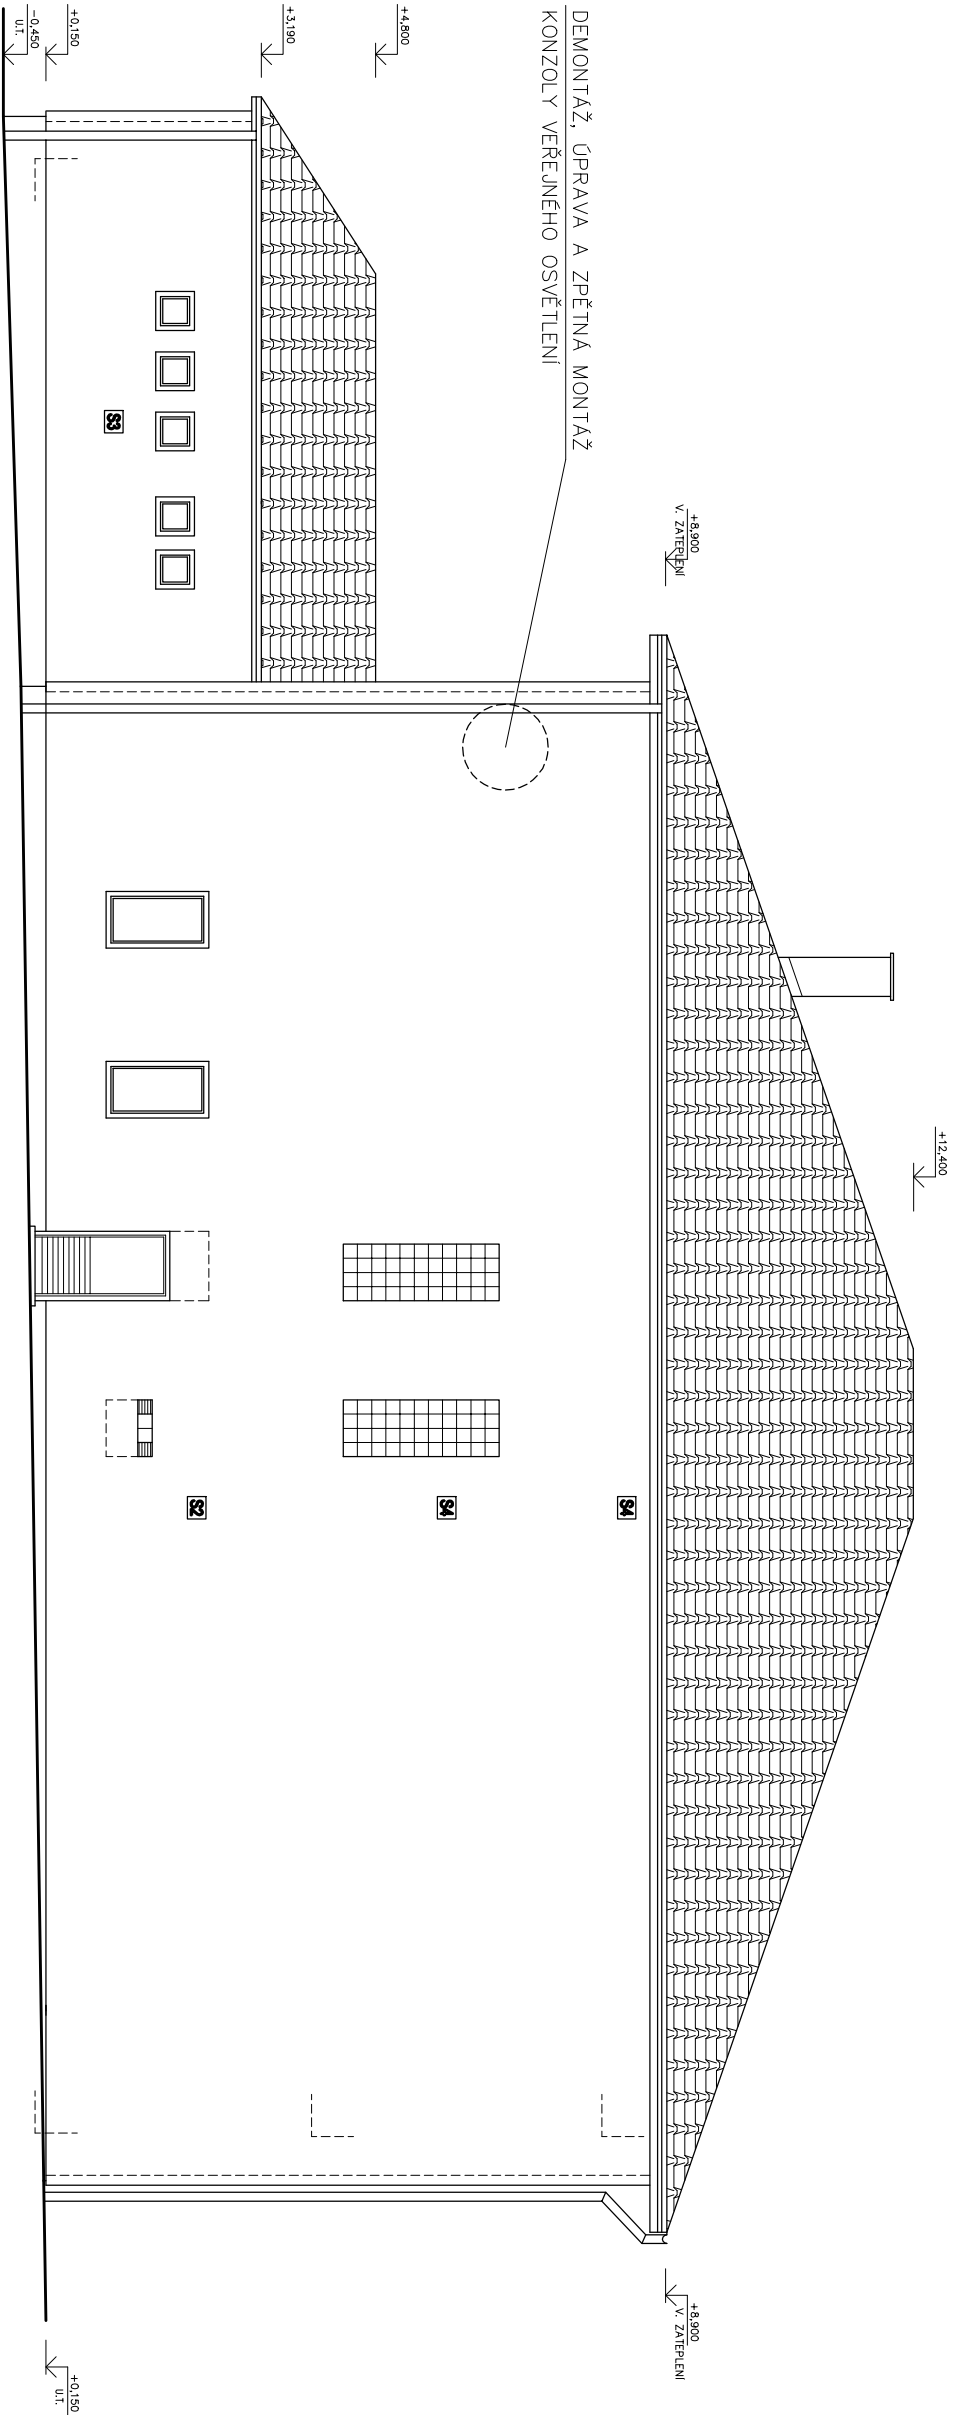 +12,400
+8,900
V. ZATEPLENÍ
+8,900
V. ZATEPLENÍ
DEMONTÁŽ, ÚPRAVA A ZPĚTNÁ MONTÁŽ
KONZOLY VEŘEJNÉHO OSVĚTLENÍ
+4,800
+3,190
+0,150
-0,450
U.T.
S3
S4
S4
S2
+0,150
U.T.